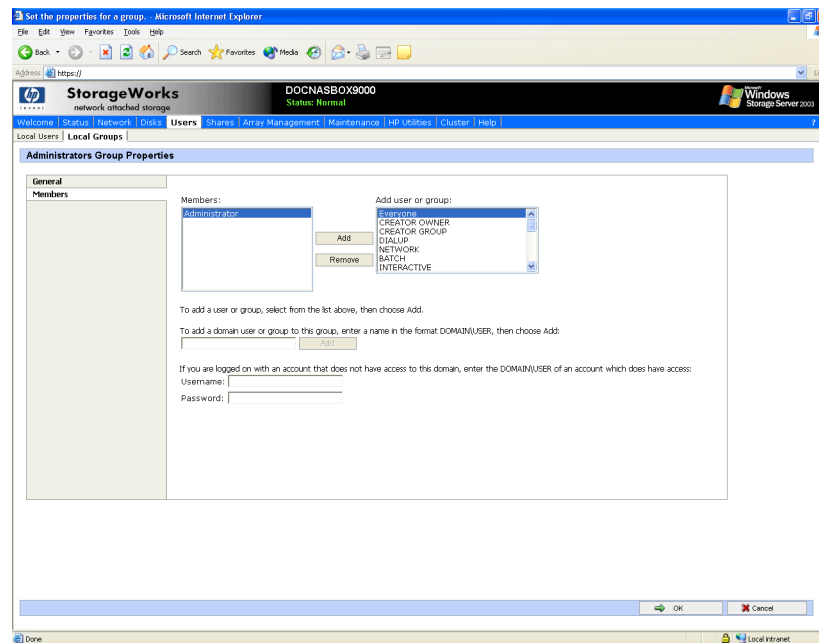 Set the properties for a group. - Microsoft Internet Explorer
File Edit View Favorites Tools Help
Back Search Favorites Media
Address https://
hp invent StorageWorks DOCNASBOX9000 Microsoft Windows
network attached storage Status: Normal Storage Server 2003
Welcome Status Network Disks Users Shares Array Management Maintenance HP Utilities Cluster Help ?
Local Users Local Groups
Administrators Group Properties
General
Members
Members: Add user or group:
Administrator Everyone
CREATOR OWNER
CREATOR GROUP
Add DIALUP
NETWORK
Remove BATCH
INTERACTIVE
To add a user or group, select from the list above, then choose Add.
To add a domain user or group to this group, enter a name in the format DOMAIN\USER, then choose Add:
Add
If you are logged on with an account that does not have access to this domain, enter the DOMAIN\USER of an account which does have access:
Username:
Password:
OK Cancel
Done Local intranet